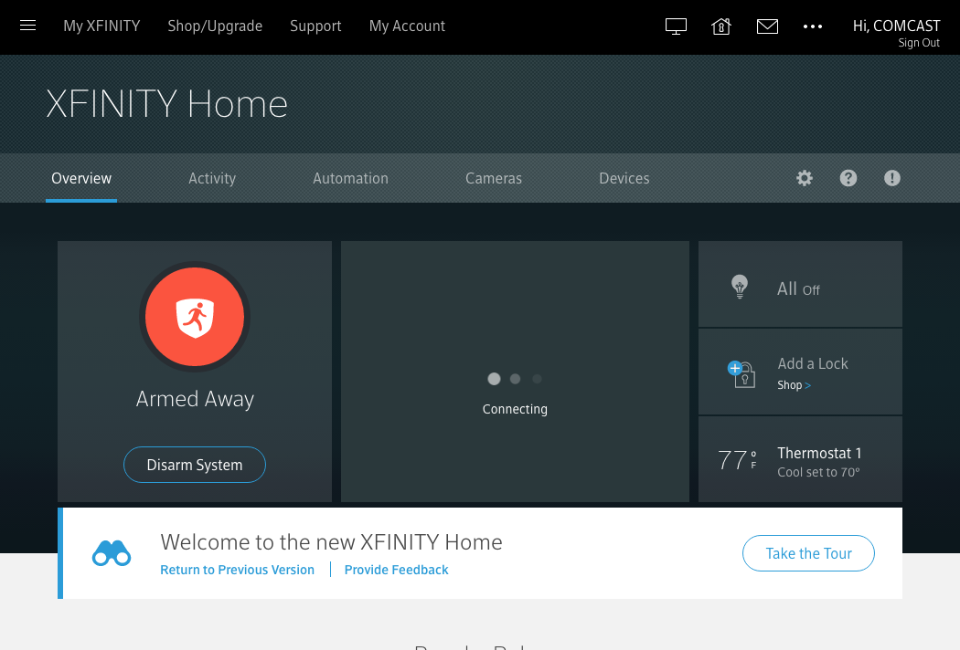 My XFINITY Shop/Upgrade Support My Account Hi, COMCAST
Sign Out
XFINITY Home
Overview Activity Automation Cameras Devices
Armed Away
Disarm System
Connecting
All Off
Add a Lock
Shop >
77°F
Thermostat 1
Cool set to 70°
Welcome to the new XFINITY Home
Return to Previous Version | Provide Feedback
Take the Tour